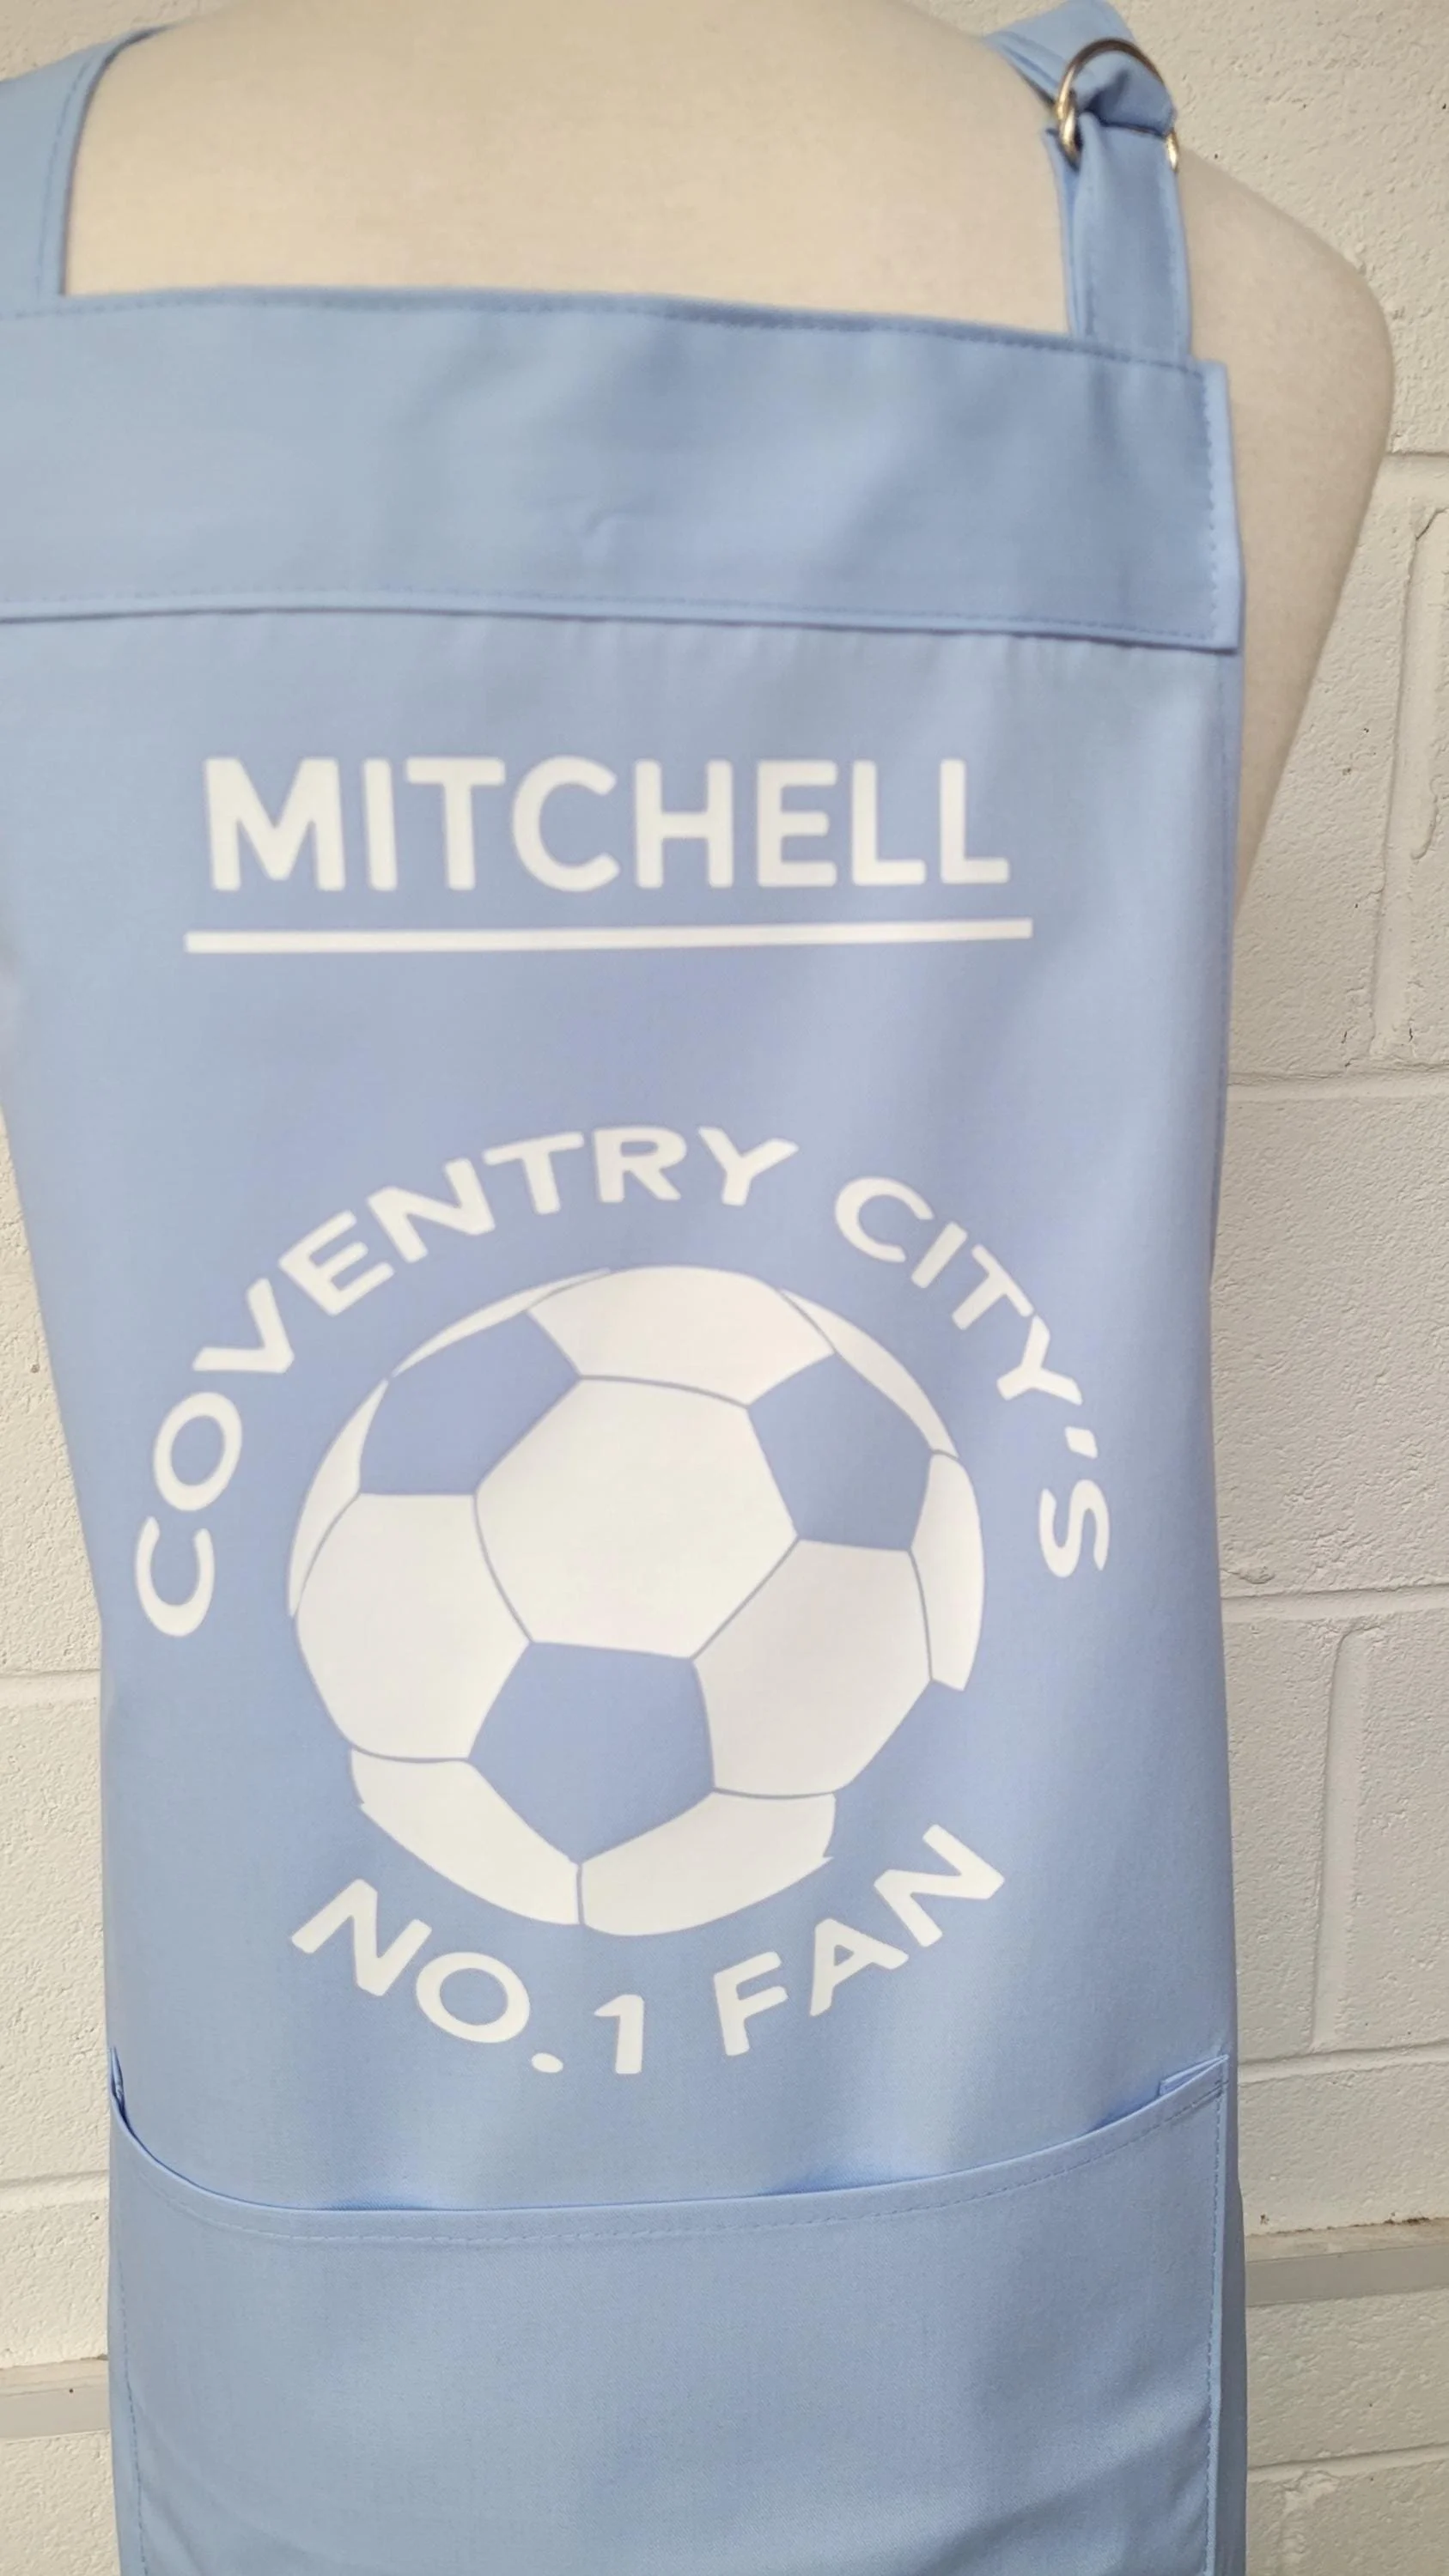 MITCHELL
COVENTRY CITY'S
NO.1 FAN